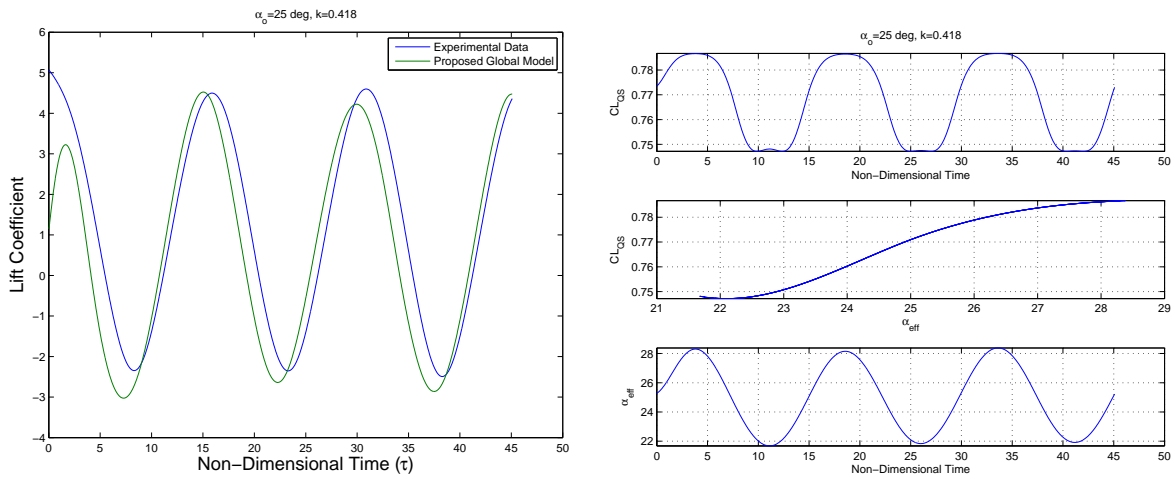 α_o=25 deg, k=0.418
6
5
4
3
2
1
0
−1
−2
−3
−4
Lift Coefficient
Experimental Data
Proposed Global Model
0 5 10 15 20 25 30 35 40 45 50
Non−Dimensional Time (τ)
α_o=25 deg, k=0.418
0.78
0.77
0.76
0.75
CL_QS
0 5 10 15 20 25 30 35 40 45 50
Non−Dimensional Time
0.78
0.77
0.76
0.75
CL_QS
21 22 23 24 25 26 27 28 29
α_eff
28
26
24
22
α_eff
0 5 10 15 20 25 30 35 40 45 50
Non−Dimensional Time